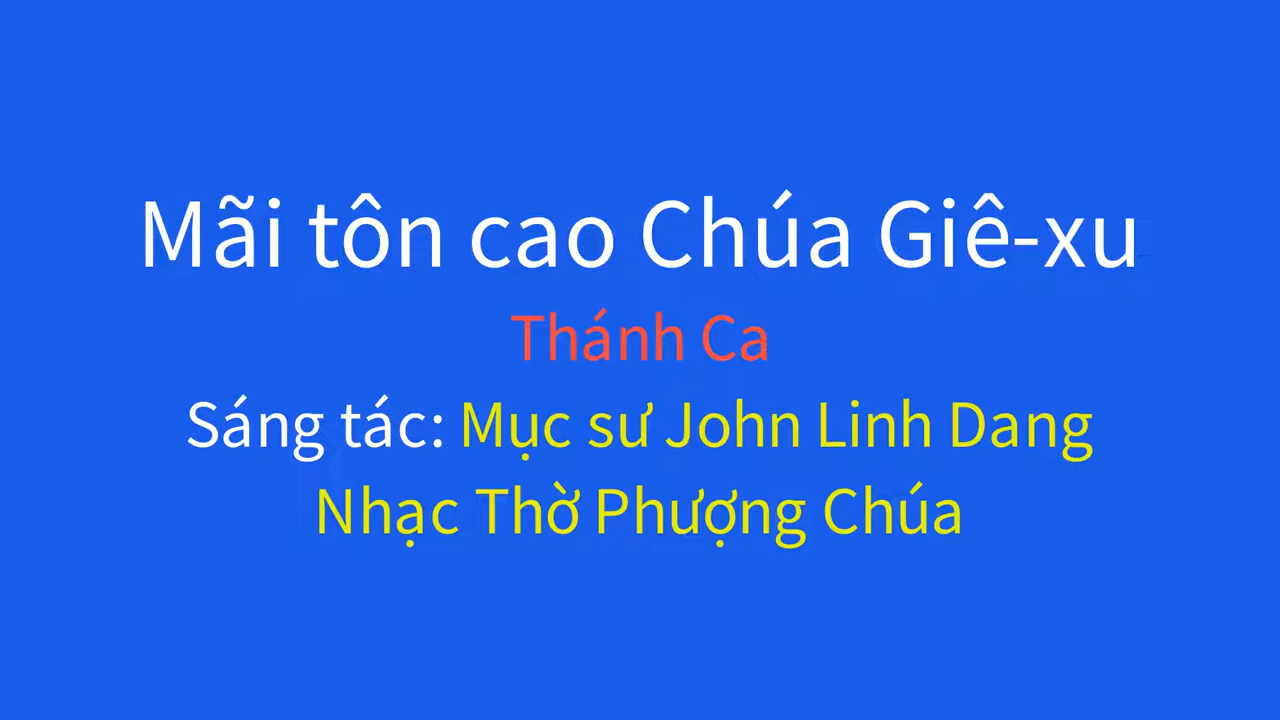 Mãi tôn cao Chúa Giê-xu
Thánh Ca
Sáng tác: Mục sư John Linh Dang
Nhạc Thờ Phượng Chúa